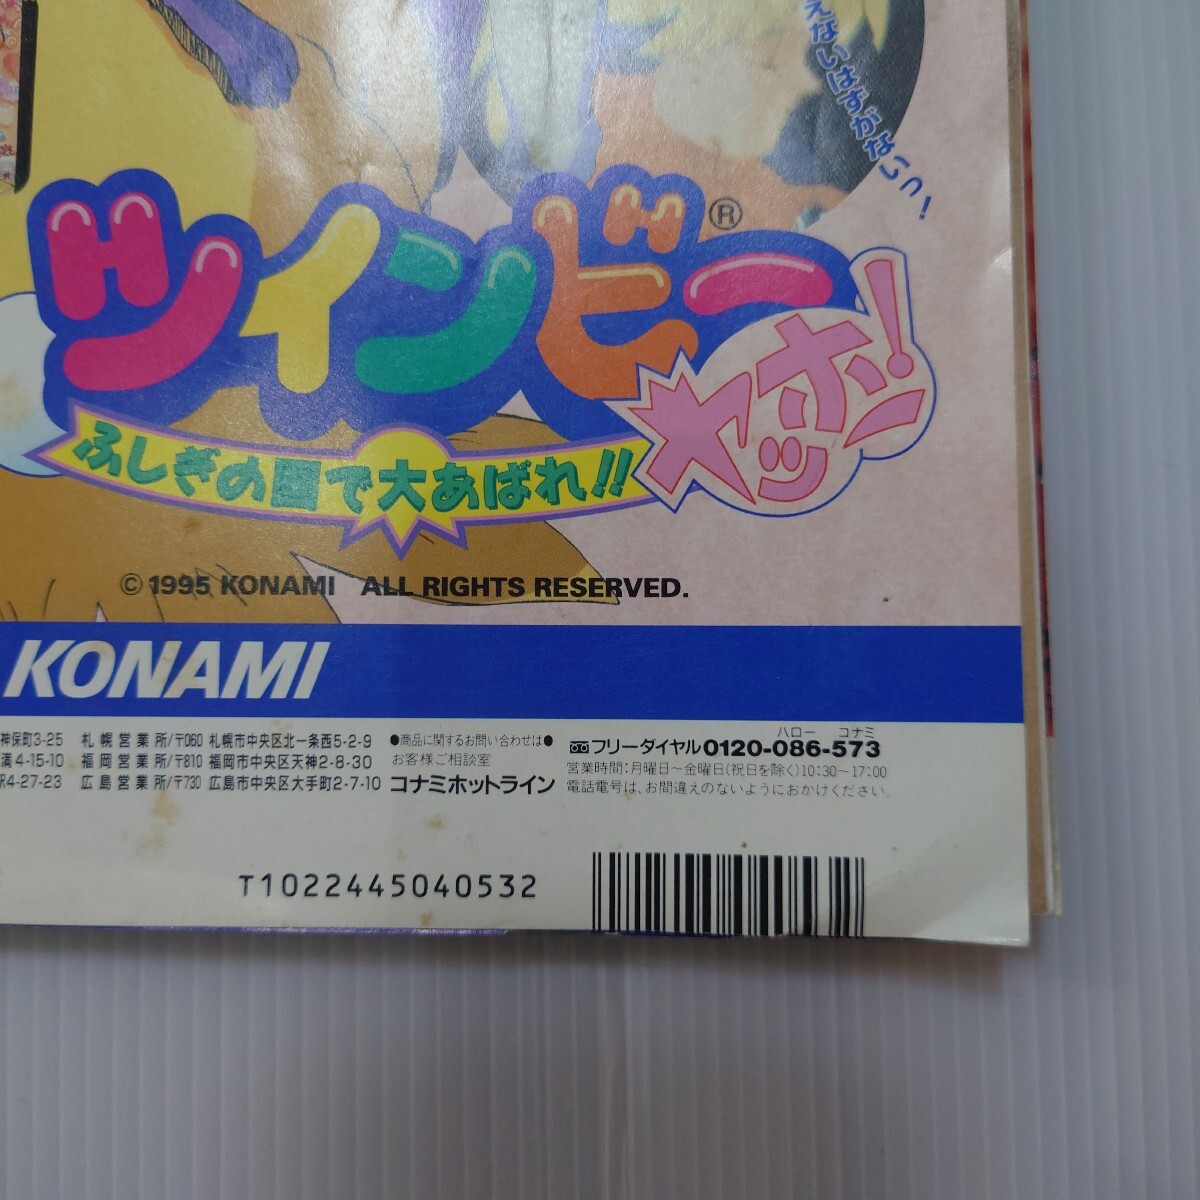 えないはずがないっ!
ツインビー®
ヤッホー!
ふしぎの国で大あばれ!!
© 1995 KONAMI ALL RIGHTS RESERVED.
KONAMI
神保町3-25 札幌営業所/〒060 札幌市中央区北一条西5-2-9
満4-15-10 福岡営業所/〒810 福岡市中央区天神2-8-30
駅4-27-23 広島営業所/〒730 広島市中央区大手町2-7-10
●商品に関するお問い合わせは●
お客様ご相談室
コナミホットライン
ハロー コナミ
フリーダイヤル0120-086-573
営業時間:月曜日~金曜日(祝日を除く)10:30~17:00
電話番号は、お間違えのないようにおかけください。
T1022445040532